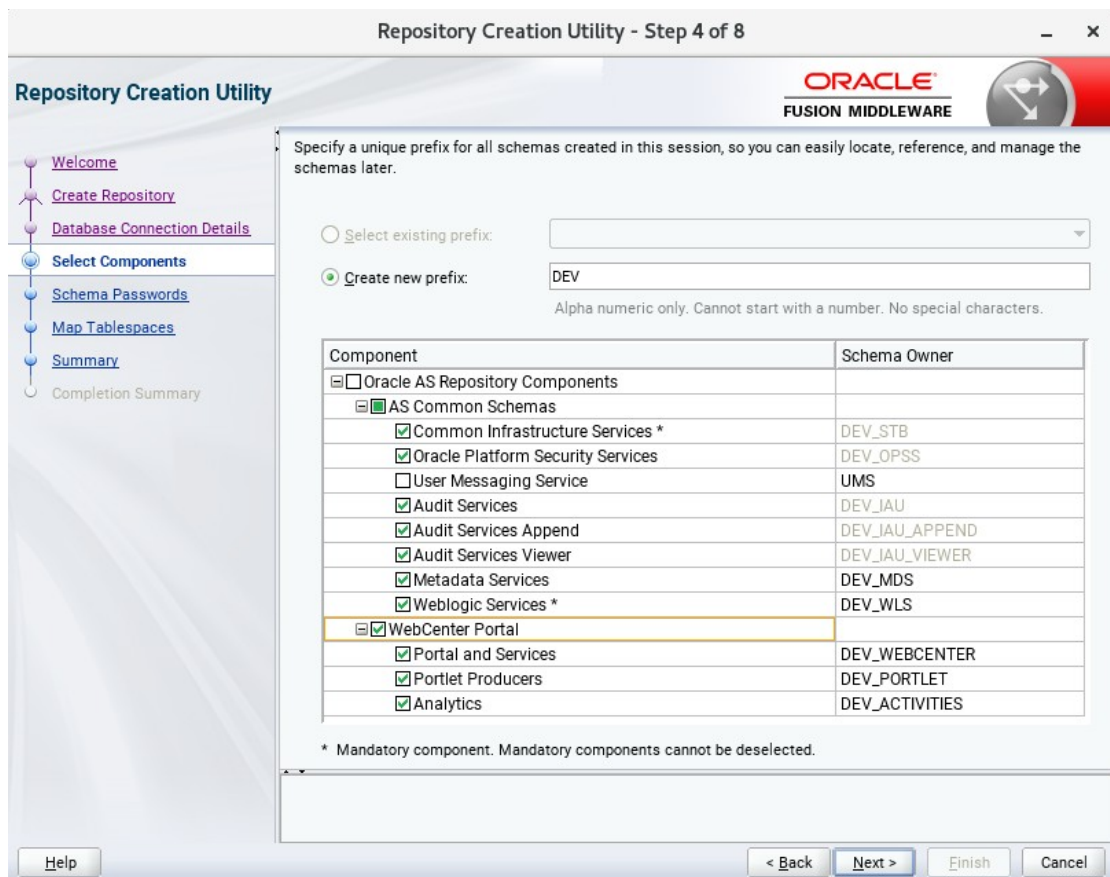 Repository Creation Utility - Step 4 of 8
Repository Creation Utility
ORACLE
FUSION MIDDLEWARE
Welcome
Create Repository
Database Connection Details
Select Components
Schema Passwords
Map Tablespaces
Summary
Completion Summary
Specify a unique prefix for all schemas created in this session, so you can easily locate, reference, and manage the
schemas later.
Select existing prefix:
Create new prefix: DEV
Alpha numeric only. Cannot start with a number. No special characters.
Component Schema Owner
Oracle AS Repository Components
AS Common Schemas
Common Infrastructure Services * DEV_STB
Oracle Platform Security Services DEV_OPSS
User Messaging Service UMS
Audit Services DEV_IAU
Audit Services Append DEV_IAU_APPEND
Audit Services Viewer DEV_IAU_VIEWER
Metadata Services DEV_MDS
Weblogic Services * DEV_WLS
WebCenter Portal
Portal and Services DEV_WEBCENTER
Portlet Producers DEV_PORTLET
Analytics DEV_ACTIVITIES
* Mandatory component. Mandatory components cannot be deselected.
Help < Back Next > Finish Cancel